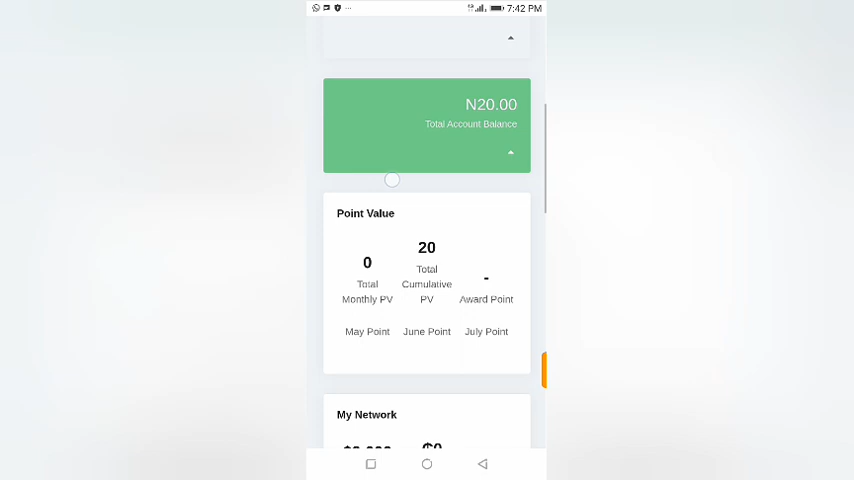 7:42 PM
N20.00
Total Account Balance
Point Value
0
Total
Monthly PV
20
Total
Cumulative
PV
-
Award Point
May Point June Point July Point
My Network
$0